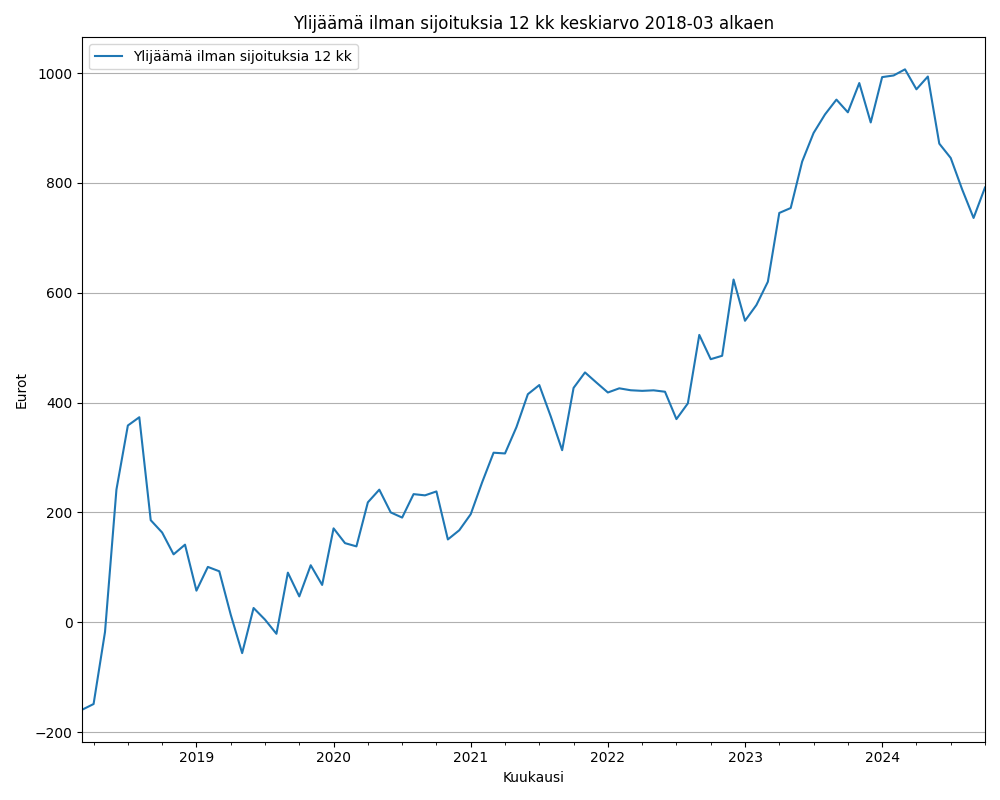 Ylijäämä ilman sijoituksia 12 kk keskiarvo 2018-03 alkaen
Ylijäämä ilman sijoituksia 12 kk
1000
800
600
400
200
0
−200
Eurot
2019 2020 2021 2022 2023 2024
Kuukausi